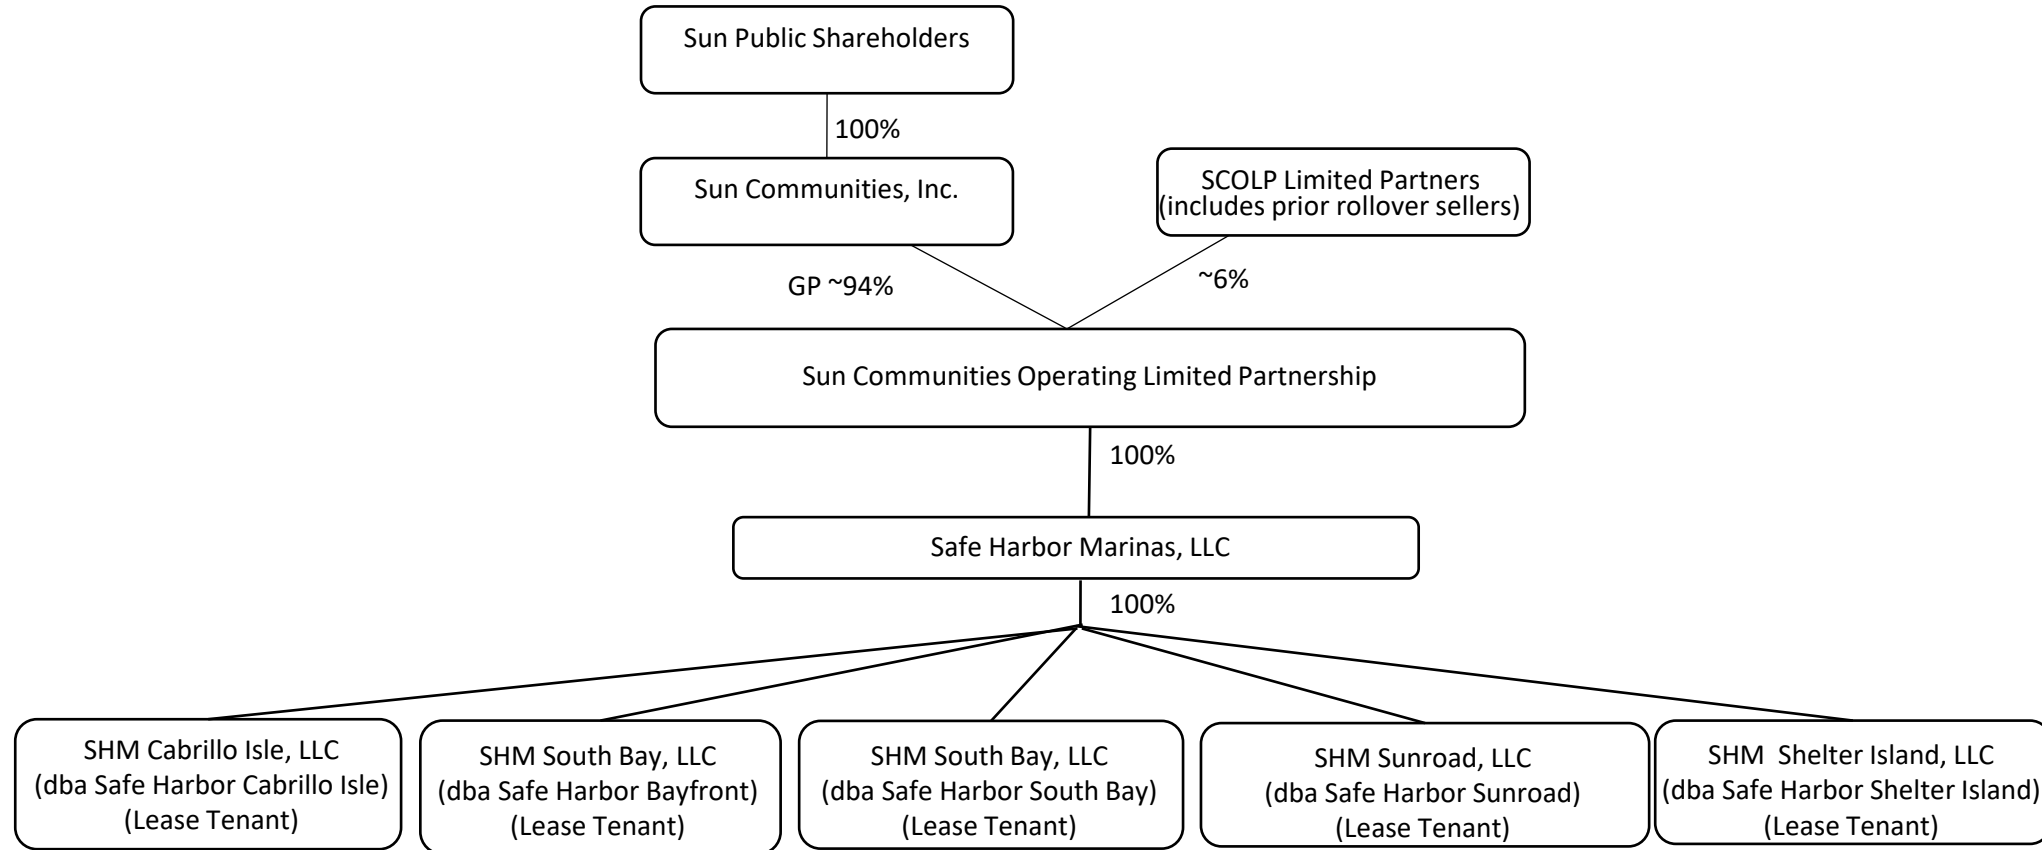 Sun Public Shareholders
100%
Sun Communities, Inc.
SCOLP Limited Partners
(includes prior rollover sellers)
GP ~94%
~6%
Sun Communities Operating Limited Partnership
100%
Safe Harbor Marinas, LLC
100%
SHM Cabrillo Isle, LLC
(dba Safe Harbor Cabrillo Isle)
(Lease Tenant)
SHM South Bay, LLC
(dba Safe Harbor Bayfront)
(Lease Tenant)
SHM South Bay, LLC
(dba Safe Harbor South Bay)
(Lease Tenant)
SHM Sunroad, LLC
(dba Safe Harbor Sunroad)
(Lease Tenant)
SHM Shelter Island, LLC
(dba Safe Harbor Shelter Island)
(Lease Tenant)